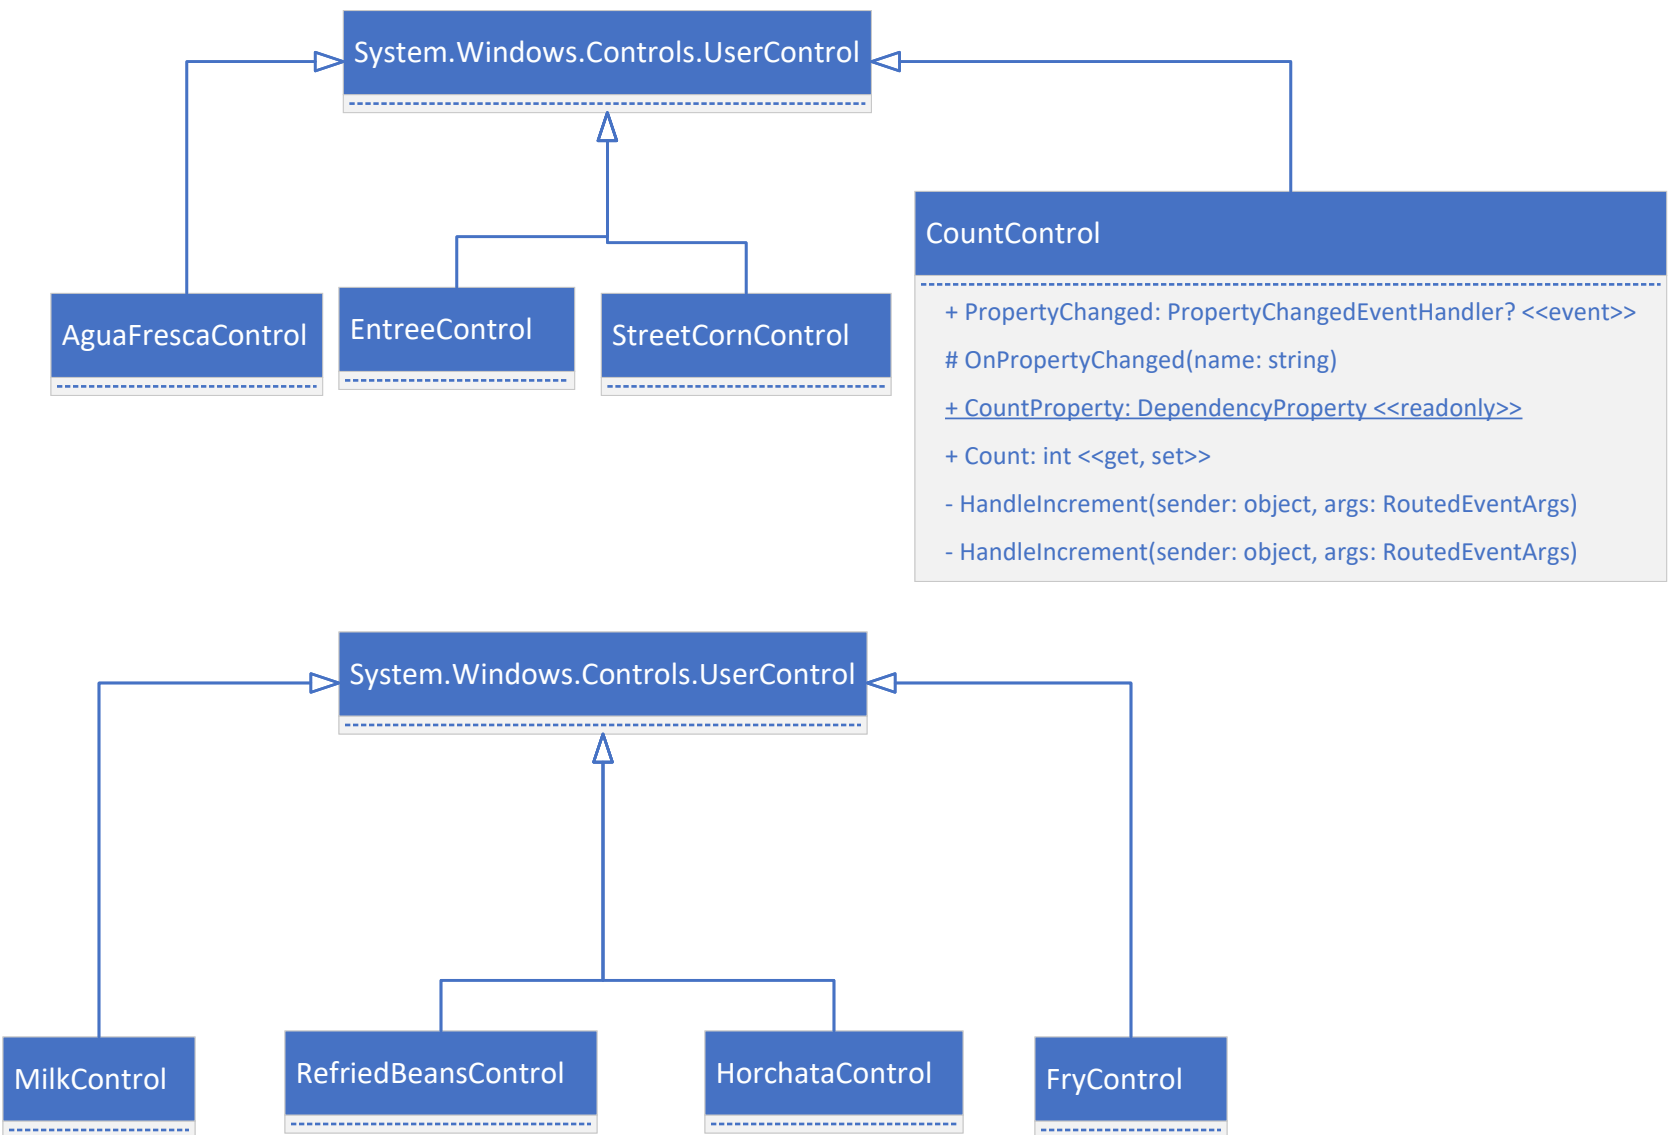 System.Windows.Controls.UserControl
CountControl
+ PropertyChanged: PropertyChangedEventHandler? <<event>>
# OnPropertyChanged(name: string)
+ CountProperty: DependencyProperty <<readonly>>
+ Count: int <<get, set>>
- HandleIncrement(sender: object, args: RoutedEventArgs)
- HandleIncrement(sender: object, args: RoutedEventArgs)
AguaFrescaControl
EntreeControl
StreetCornControl
System.Windows.Controls.UserControl
MilkControl
RefriedBeansControl
HorchataControl
FryControl